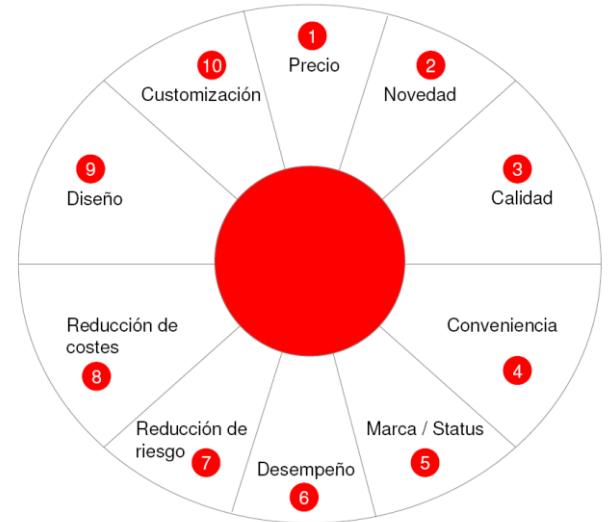 1
Precio
2
Novedad
3
Calidad
Conveniencia
4
Marca / Status
5
Desempeño
6
Reducción de
riesgo
7
Reducción de
costes
8
9
Diseño
10
Customización